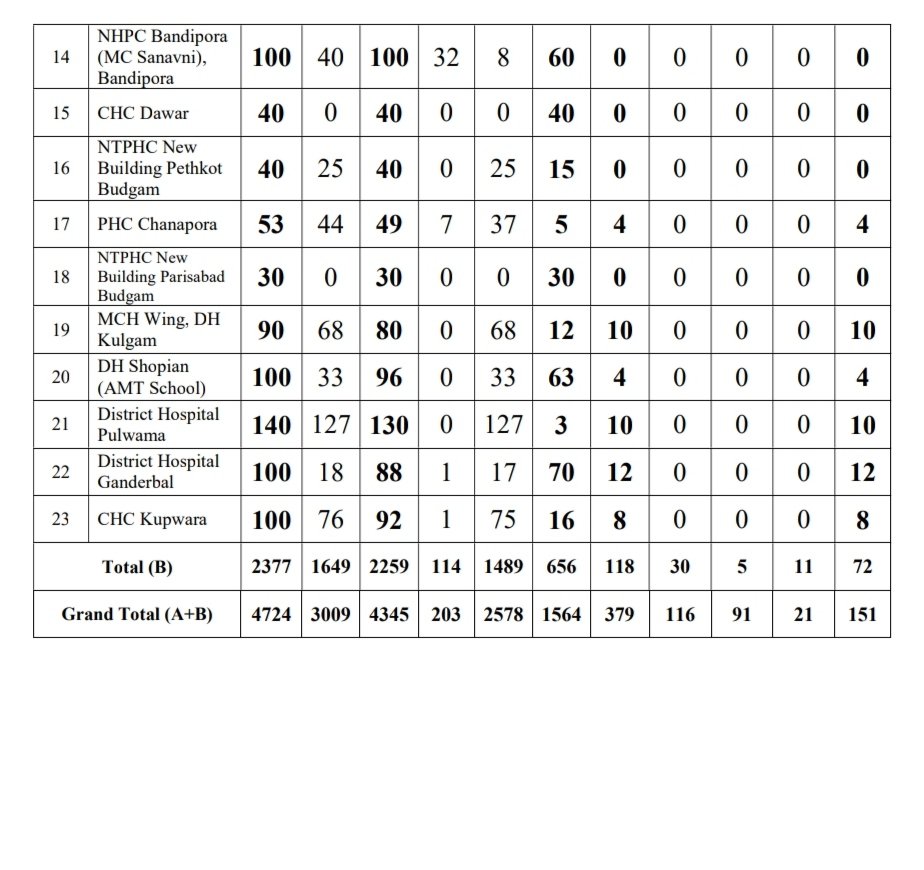 14 NHPC Bandipora (MC Sanavni), Bandipora 100 40 100 32 8 60 0 0 0 0 0
15 CHC Dawar 40 0 40 0 0 40 0 0 0 0 0
16 NTPHC New Building Pethkot Budgam 40 25 40 0 25 15 0 0 0 0 0
17 PHC Chanapora 53 44 49 7 37 5 4 0 0 0 4
18 NTPHC New Building Parisabad Budgam 30 0 30 0 0 30 0 0 0 0 0
19 MCH Wing, DH Kulgam 90 68 80 0 68 12 10 0 0 0 10
20 DH Shopian (AMT School) 100 33 96 0 33 63 4 0 0 0 4
21 District Hospital Pulwama 140 127 130 0 127 3 10 0 0 0 10
22 District Hospital Ganderbal 100 18 88 1 17 70 12 0 0 0 12
23 CHC Kupwara 100 76 92 1 75 16 8 0 0 0 8
Total (B) 2377 1649 2259 114 1489 656 118 30 5 11 72
Grand Total (A+B) 4724 3009 4345 203 2578 1564 379 116 91 21 151